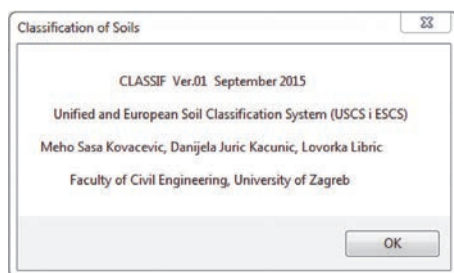 Classification of Soils
CLASSIF Ver.01 September 2015
Unified and European Soil Classification System (USCS i ESCS)
Meho Sasa Kovacevic, Danijela Juric Kacunic, Lovorka Libric
Faculty of Civil Engineering, University of Zagreb
OK